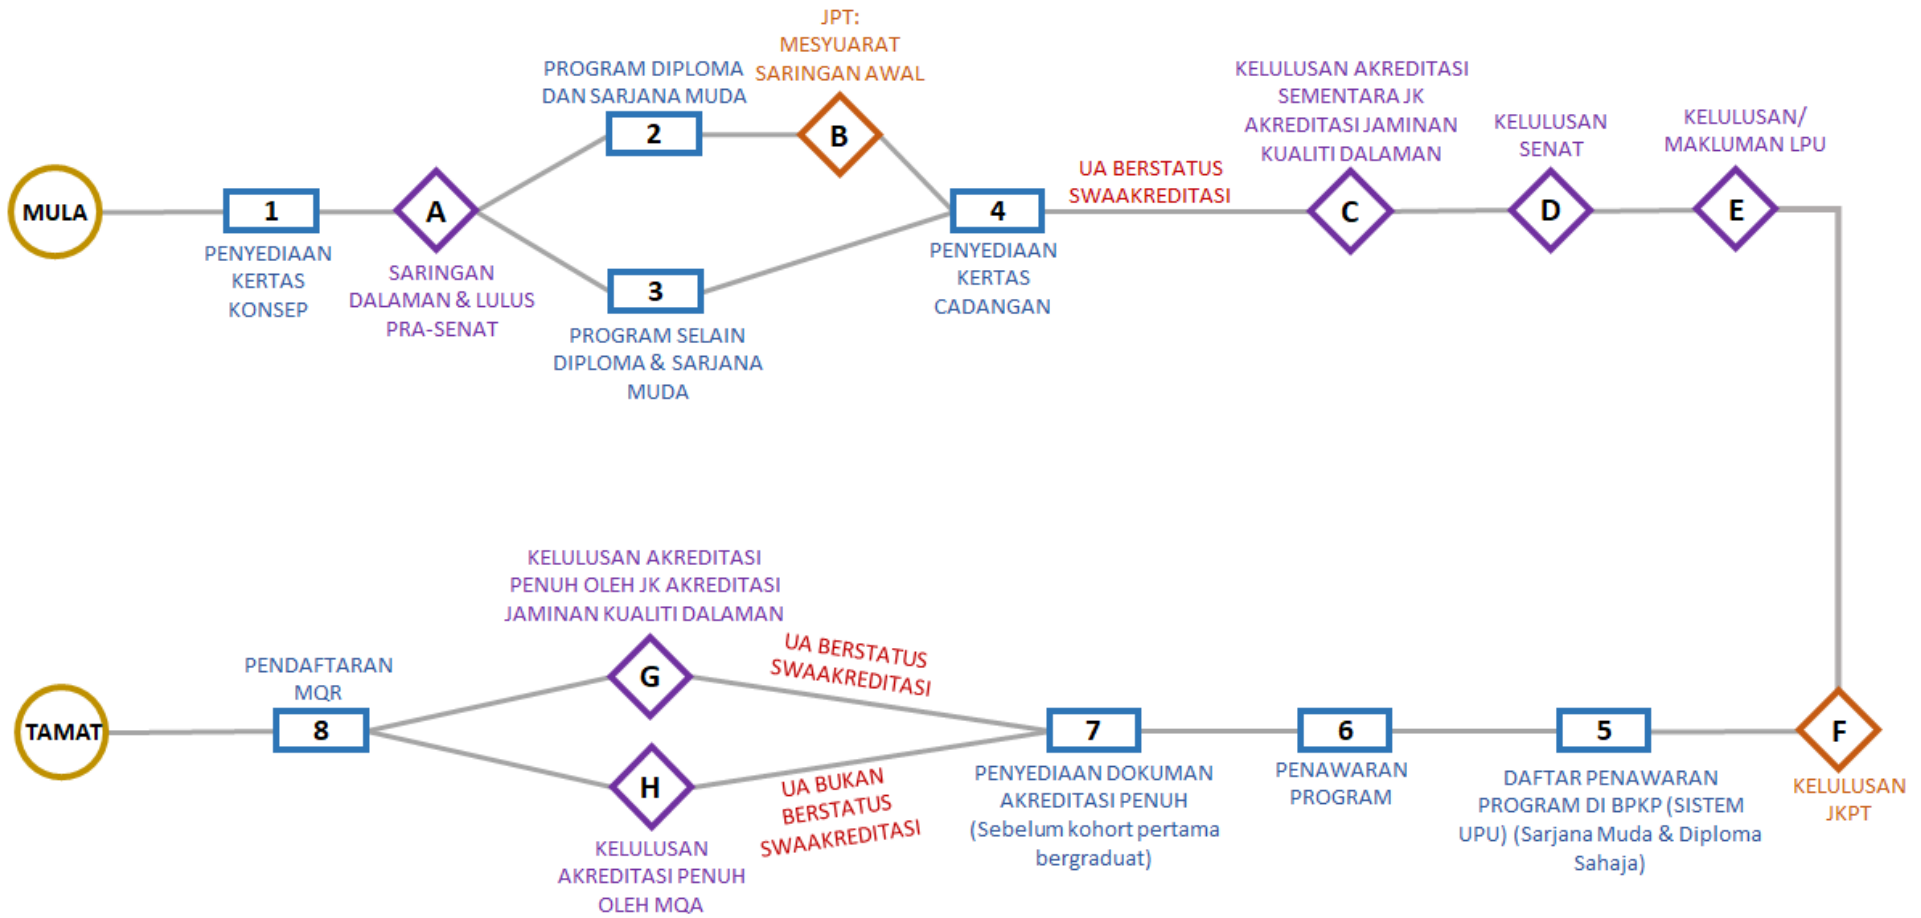 MULA
1
PENYEDIAAN
KERTAS
KONSEP
A
SARINGAN
DALAMAN & LULUS
PRA-SENAT
PROGRAM DIPLOMA
DAN SARJANA MUDA
2
JPT:
MESYUARAT
SARINGAN AWAL
B
3
PROGRAM SELAIN
DIPLOMA & SARJANA
MUDA
4
PENYEDIAAN
KERTAS
CADANGAN
UA BERSTATUS
SWAAKREDITASI
KELULUSAN AKREDITASI
SEMENTARA JK
AKREDITASI JAMINAN
KUALITI DALAMAN
C
KELULUSAN
SENAT
D
KELULUSAN/
MAKLUMAN LPU
E
F
KELULUSAN
JKPT
5
DAFTAR PENAWARAN
PROGRAM DI BPKP (SISTEM
UPU) (Sarjana Muda & Diploma
Sahaja)
6
PENAWARAN
PROGRAM
7
PENYEDIAAN DOKUMAN
AKREDITASI PENUH
(Sebelum kohort pertama
bergraduat)
UA BERSTATUS
SWAAKREDITASI
KELULUSAN AKREDITASI
PENUH OLEH JK AKREDITASI
JAMINAN KUALITI DALAMAN
G
UA BUKAN
BERSTATUS
SWAAKREDITASI
H
KELULUSAN
AKREDITASI PENUH
OLEH MQA
PENDAFTARAN
MQR
8
TAMAT